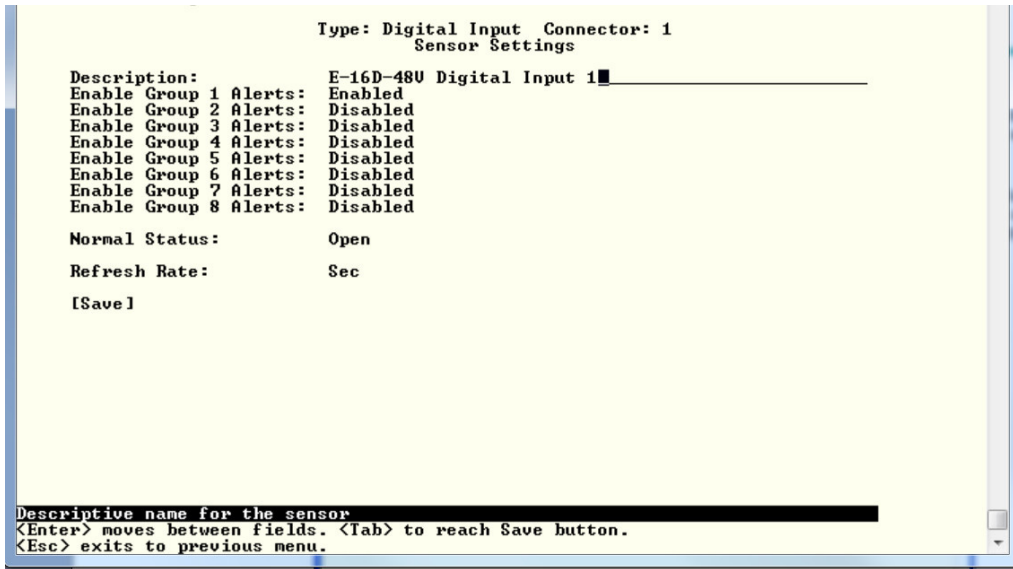 Type: Digital Input Connector: 1
Sensor Settings
Description: E-16D-48V Digital Input 1
Enable Group 1 Alerts: Enabled
Enable Group 2 Alerts: Disabled
Enable Group 3 Alerts: Disabled
Enable Group 4 Alerts: Disabled
Enable Group 5 Alerts: Disabled
Enable Group 6 Alerts: Disabled
Enable Group 7 Alerts: Disabled
Enable Group 8 Alerts: Disabled
Normal Status: Open
Refresh Rate: Sec
[Save]
Descriptive name for the sensor
<Enter> moves between fields. <Tab> to reach Save button.
<Esc> exits to previous menu.